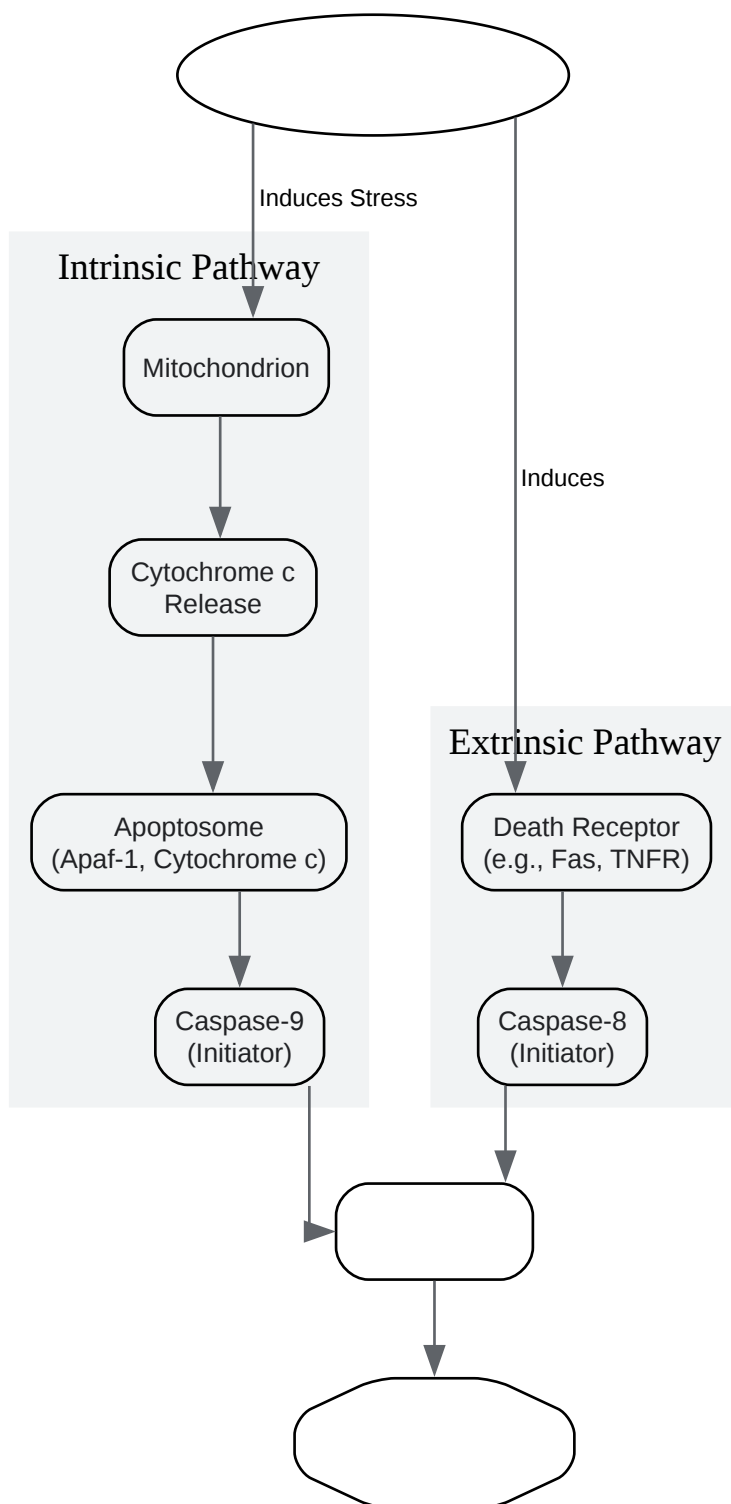 Induces Stress
Intrinsic Pathway
Mitochondrion
Induces
Cytochrome c
Release
Extrinsic Pathway
Apoptosome
(Apaf-1, Cytochrome c)
Death Receptor
(e.g., Fas, TNFR)
Caspase-9
(Initiator)
Caspase-8
(Initiator)